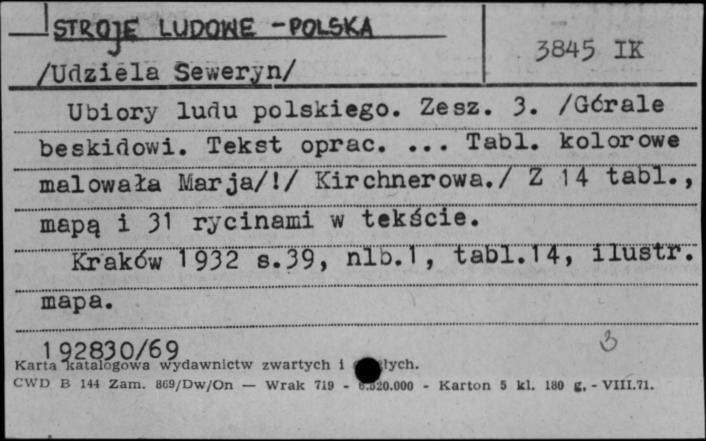 STROJE LUDOWE - POLSKA
3845 IK
/Udziela Seweryn/
Ubiory ludu polskiego. Zesz. 3. /Górale
beskidowi. Tekst oprac. ... Tabl. kolorowe
malowała Marja/!/ Kirchnerowa./ Z 14 tabl.,
mapą i 31 rycinami w tekście.
Kraków 1932 s.39, nlb.1, tabl.14, ilustr.
mapa.
192830/69
3
Karta katalogowa wydawnictw zwartych i
CWD B 144 Zam. 869/Dw/On — Wrak 719 - - Karton 5 kl. 180 g. - VIII.71.